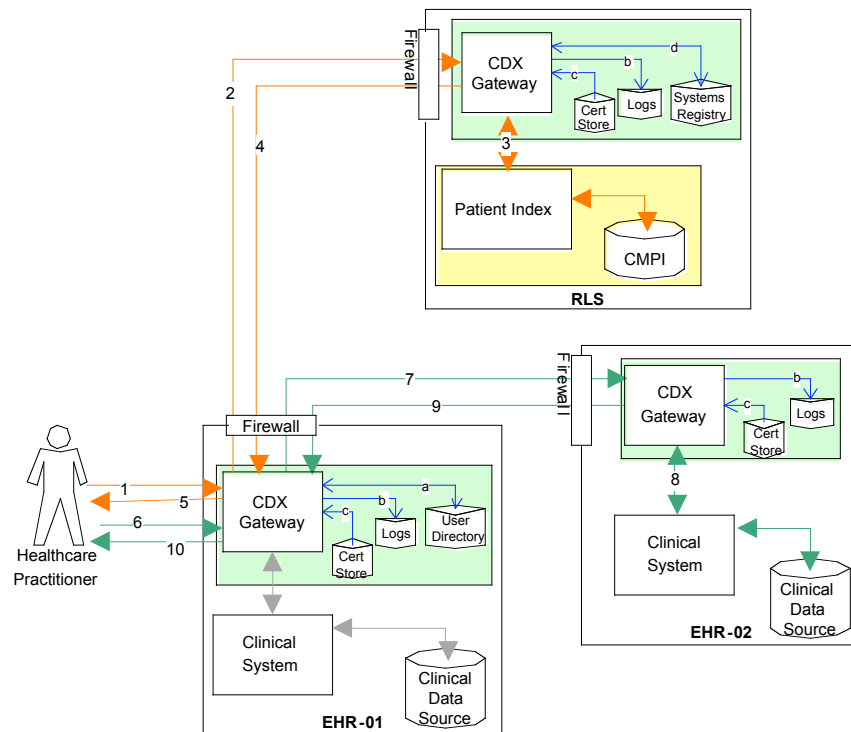 Firewall
CDX
Gateway
d
b
c
Cert
Store
Logs
Systems
Registry
2
4
3
Patient Index
CMPI
RLS
Firewall
7
9
CDX
Gateway
b
c
Logs
Cert
Store
8
Clinical
System
Clinical
Data
Source
EHR-02
Firewall
1
5
6
10
Healthcare
Practitioner
CDX
Gateway
a
b
c
Cert
Store
Logs
User
Directory
Clinical
System
Clinical
Data
Source
EHR-01